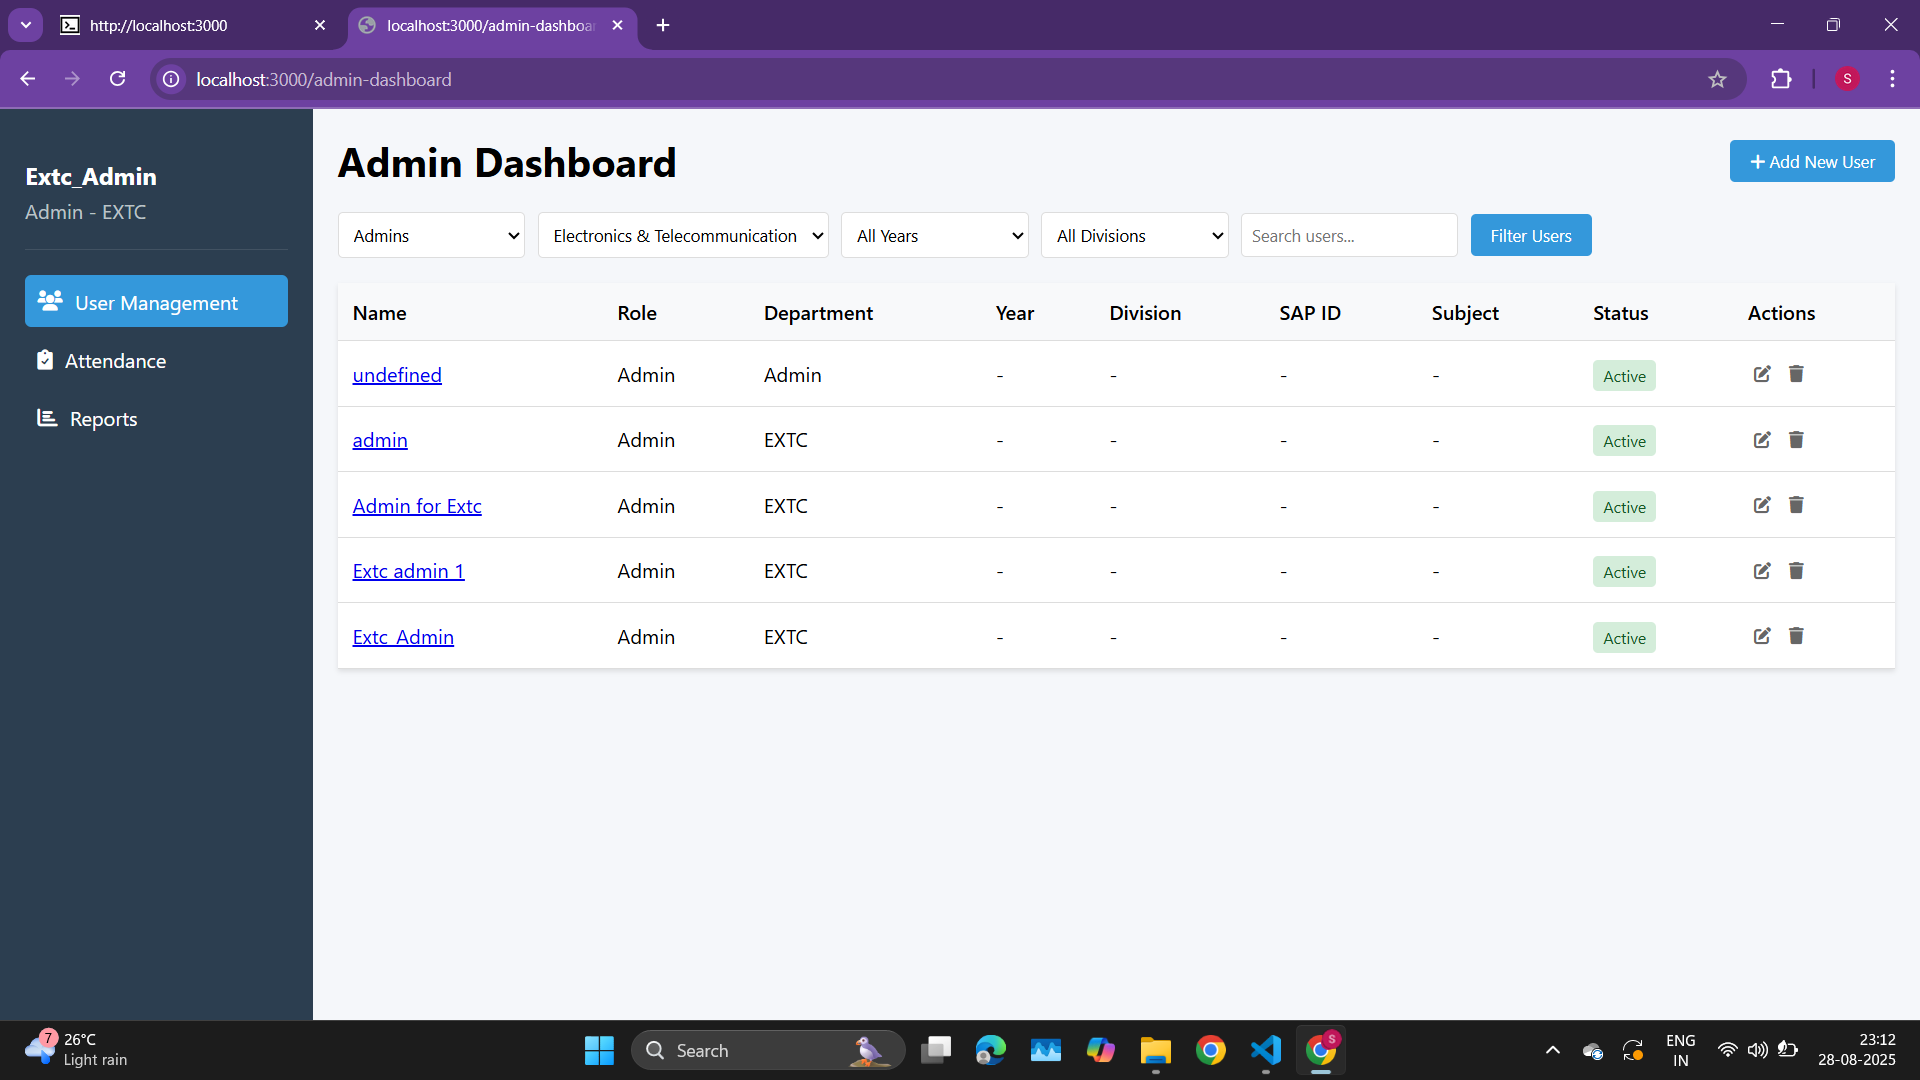 http://localhost:3000
localhost:3000/admin-dashboa
localhost:3000/admin-dashboard
S
Extc_Admin
Admin - EXTC
User Management
Attendance
Reports
Admin Dashboard
Add New User
Admins
Electronics & Telecommunication
All Years
All Divisions
Search users...
Filter Users
Name Role Department Year Division SAP ID Subject Status Actions
undefined Admin Admin - - - - Active
admin Admin EXTC - - - - Active
Admin for Extc Admin EXTC - - - - Active
Extc admin 1 Admin EXTC - - - - Active
Extc_Admin Admin EXTC - - - - Active
7
26°C
Light rain
Search
S
ENG
IN
23:12
28-08-2025